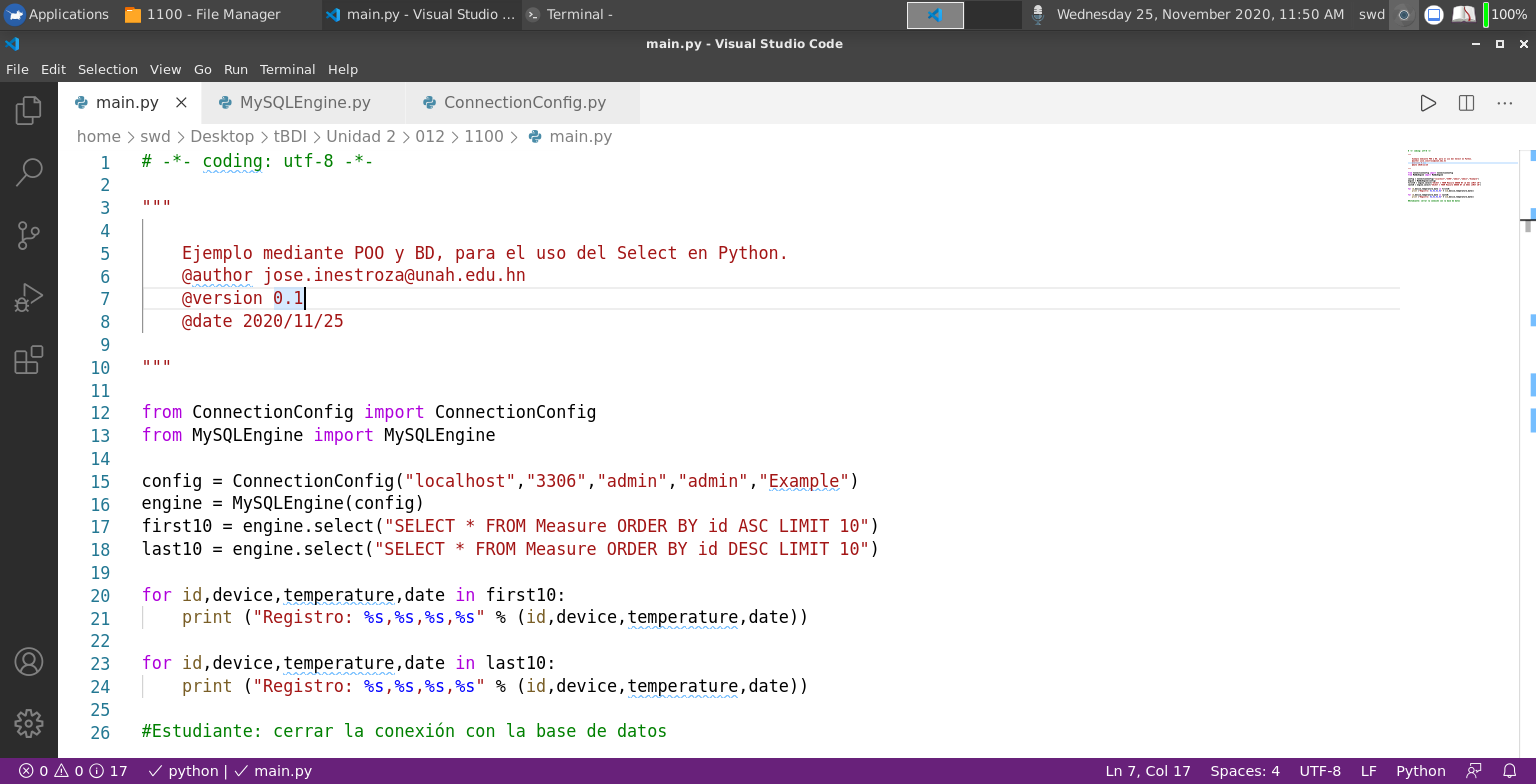 Applications 1100 - File Manager main.py - Visual Studio ... Terminal - Wednesday 25, November 2020, 11:50 AM swd 100%
main.py - Visual Studio Code
File Edit Selection View Go Run Terminal Help
main.py MySQLEngine.py ConnectionConfig.py
home > swd > Desktop > tBDI > Unidad 2 > 012 > 1100 > main.py
1 # -*- coding: utf-8 -*-
2
3 """
4
5 Ejemplo mediante POO y BD, para el uso del Select en Python.
6 @author jose.inestroza@unah.edu.hn
7 @version 0.1
8 @date 2020/11/25
9
10 """
11
12 from ConnectionConfig import ConnectionConfig
13 from MySQLEngine import MySQLEngine
14
15 config = ConnectionConfig("localhost","3306","admin","admin","Example")
16 engine = MySQLEngine(config)
17 first10 = engine.select("SELECT * FROM Measure ORDER BY id ASC LIMIT 10")
18 last10 = engine.select("SELECT * FROM Measure ORDER BY id DESC LIMIT 10")
19
20 for id,device,temperature,date in first10:
21 print ("Registro: %s,%s,%s,%s" % (id,device,temperature,date))
22
23 for id,device,temperature,date in last10:
24 print ("Registro: %s,%s,%s,%s" % (id,device,temperature,date))
25
26 #Estudiante: cerrar la conexión con la base de datos
0 0 17 python | main.py Ln 7, Col 17 Spaces: 4 UTF-8 LF Python